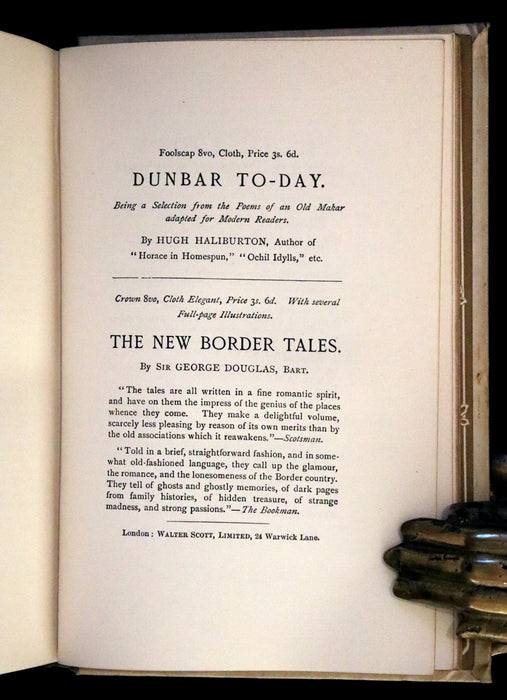 Foolscap 8vo, Cloth, Price 3s. 6d.
DUNBAR TO-DAY.
Being a Selection from the Poems of an Old Makar
adapted for Modern Readers.
By HUGH HALIBURTON, Author of
"Horace in Homespun," "Ochil Idylls," etc.
Crown 8vo, Cloth Elegant, Price 3s. 6d. With several
Full-page Illustrations.
THE NEW BORDER TALES.
By SIR GEORGE DOUGLAS, BART.
"The tales are all written in a fine romantic spirit,
and have on them the impress of the genius of the places
whence they come. They make a delightful volume,
scarcely less pleasing by reason of its own merits than by
the old associations which it reawakens."—Scotsman.
"Told in a brief, straightforward fashion, and in some-
what old-fashioned language, they call up the glamour,
the romance, and the lonesomeness of the Border country.
They tell of ghosts and ghostly memories, of dark pages
from family histories, of hidden treasure, of strange
madness, and strong passions."—The Bookman.
London: WALTER SCOTT, LIMITED, 24 Warwick Lane.